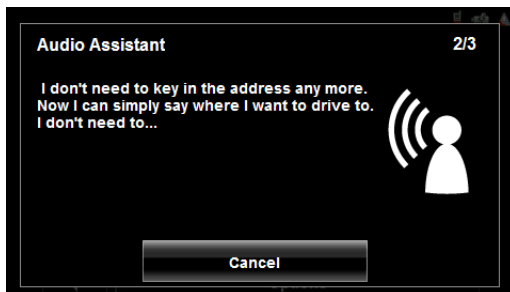 Audio Assistant 2/3
I don't need to key in the address any more.
Now I can simply say where I want to drive to.
I don't need to...
Cancel